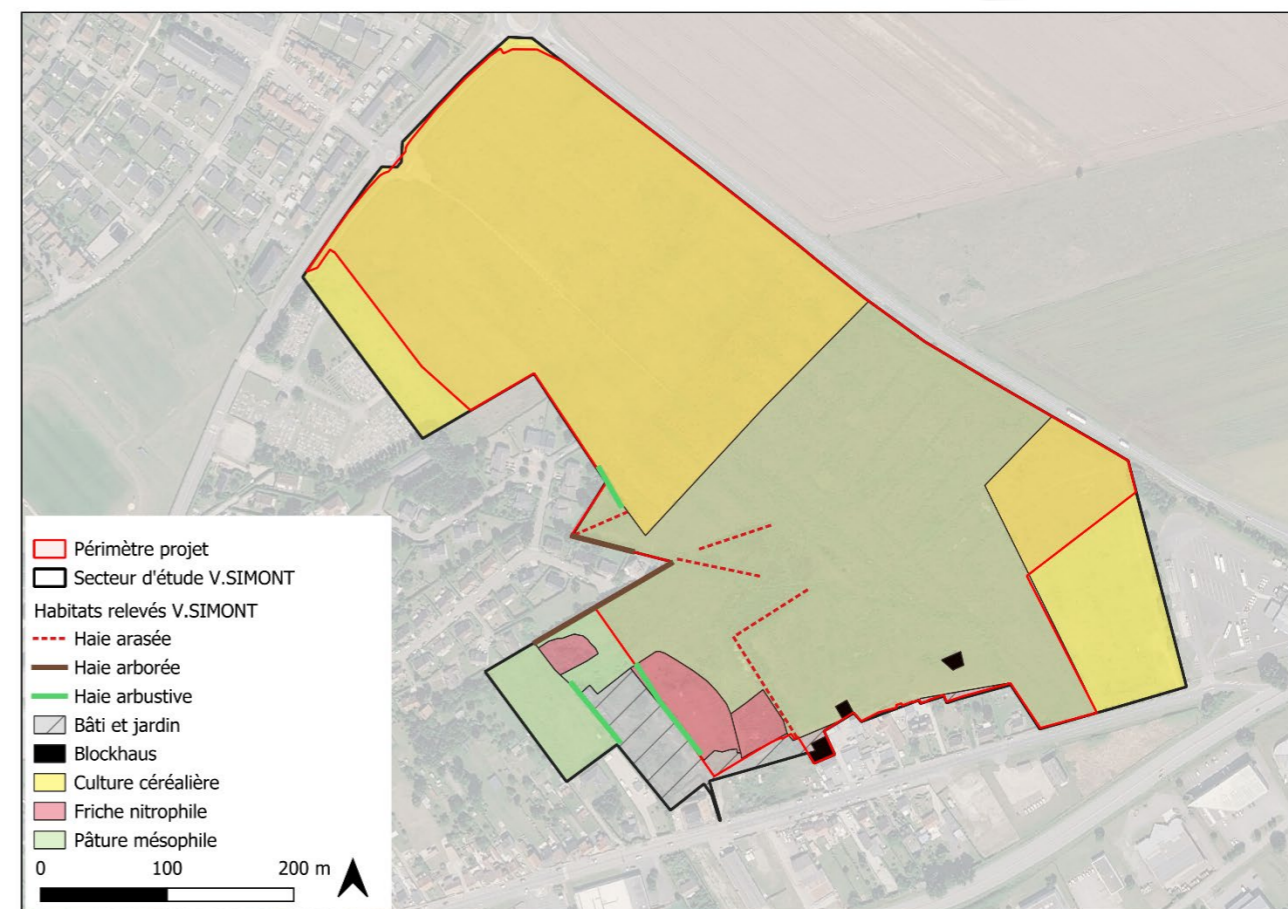 Périmètre projet
Secteur d'étude V.SIMONT
Habitats relevés V.SIMONT
Haie arasée
Haie arborée
Haie arbustive
Bâti et jardin
Blockhaus
Culture céréalière
Friche nitrophile
Pâture mésophile
0 100 200 m